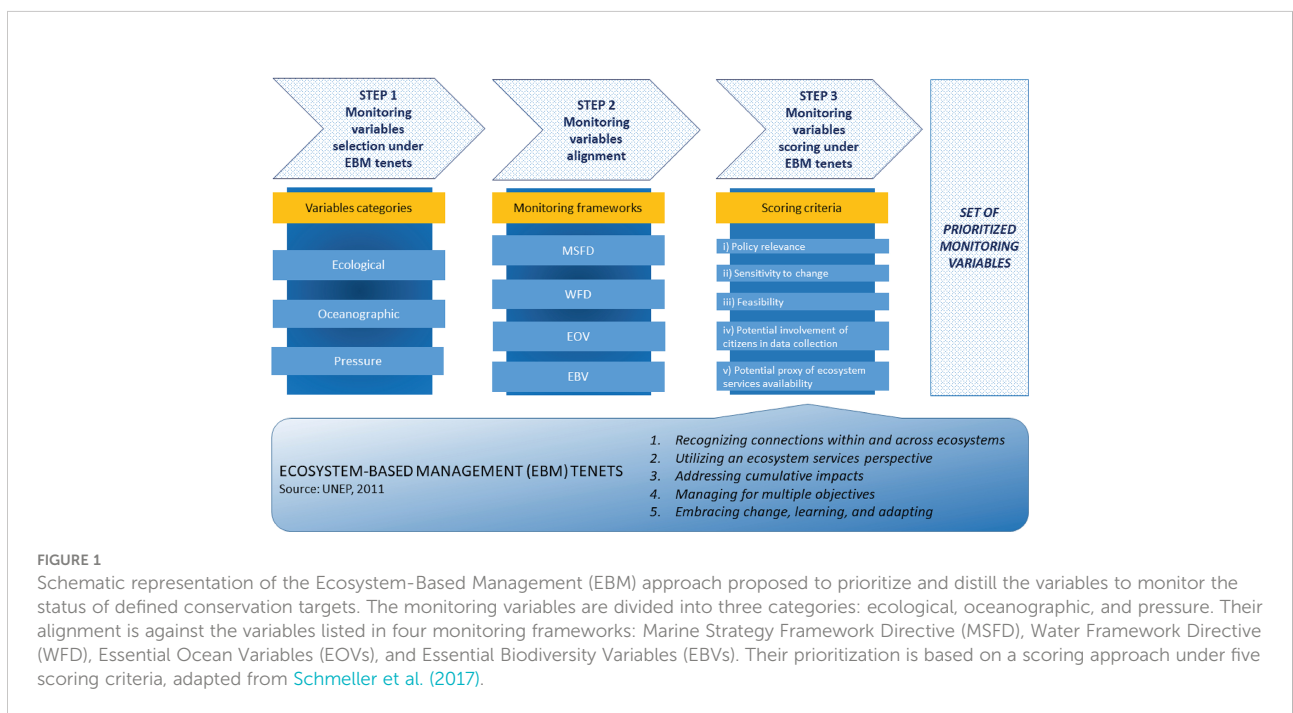 STEP 1
Monitoring
variables
selection under
EBM tenets
STEP 2
Monitoring
variables
alignment
STEP 3
Monitoring
variables
scoring under
EBM tenets
SET OF
PRIORITIZED
MONITORING
VARIABLES
Variables categories
Ecological
Oceanographic
Pressure
Monitoring frameworks
MSFD
WFD
EOV
EBV
Scoring criteria
i) Policy relevance
ii) Sensitivity to change
iii) Feasibility
iv) Potential involvement of
citizens in data collection
v) Potential proxy of ecosystem
services availability
ECOSYSTEM-BASED MANAGEMENT (EBM) TENETS
Source: UNEP, 2011
1. Recognizing connections within and across ecosystems
2. Utilizing an ecosystem services perspective
3. Addressing cumulative impacts
4. Managing for multiple objectives
5. Embracing change, learning, and adapting
FIGURE 1
Schematic representation of the Ecosystem-Based Management (EBM) approach proposed to prioritize and distill the variables to monitor the
status of defined conservation targets. The monitoring variables are divided into three categories: ecological, oceanographic, and pressure. Their
alignment is against the variables listed in four monitoring frameworks: Marine Strategy Framework Directive (MSFD), Water Framework Directive
(WFD), Essential Ocean Variables (EOVs), and Essential Biodiversity Variables (EBVs). Their prioritization is based on a scoring approach under five
scoring criteria, adapted from Schmeller et al. (2017).